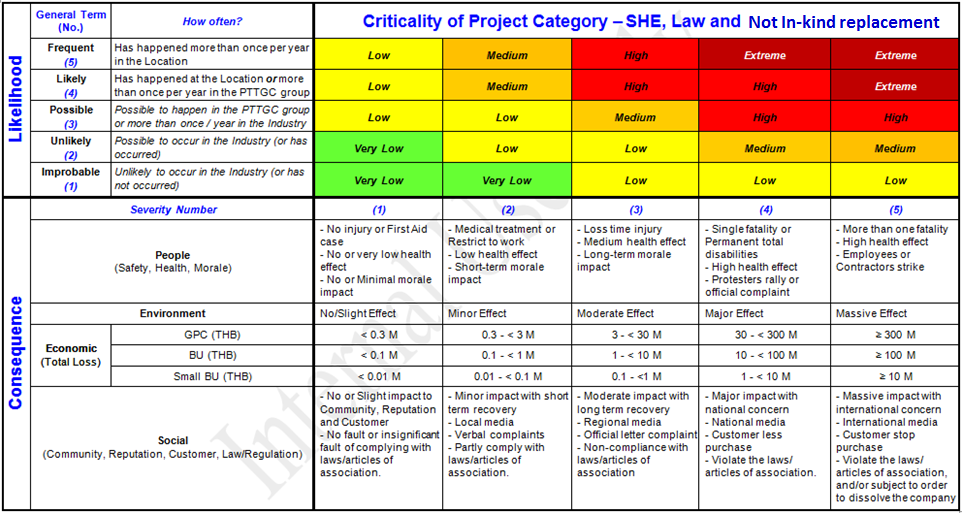 Likelihood
General Term
(No.)
How often?
Criticality of Project Category – SHE, Law and Not In-kind replacement
Frequent
(5)
Has happened more than once per year
in the Location
Low
Medium
High
Extreme
Extreme
Likely
(4)
Has happened at the Location or more
than once per year in the PTTGC group
Low
Medium
High
High
Extreme
Possible
(3)
Possible to happen in the PTTGC group
or more than once / year in the Industry
Low
Low
Medium
High
High
Unlikely
(2)
Possible to occur in the Industry (or has
occurred)
Very Low
Low
Low
Medium
Medium
Improbable
(1)
Unlikely to occur in the Industry (or has
not occurred)
Very Low
Very Low
Low
Low
Low
Consequence
Severity Number
(1)
(2)
(3)
(4)
(5)
People
(Safety, Health, Morale)
- No injury or First Aid
case
- No or very low health
effect
- No or Minimal morale
impact
- Medical treatment or
Restrict to work
- Low health effect
- Short-term morale
impact
- Loss time injury
- Medium health effect
- Long-term morale
impact
- Single fatality or
Permanent total
disabilities
- High health effect
- Protesters rally or
official complaint
- More than one fatality
- High health effect
- Employees or
Contractors strike
Environment
No/Slight Effect
Minor Effect
Moderate Effect
Major Effect
Massive Effect
Economic
(Total Loss)
GPC (THB)
< 0.3 M
0.3 - < 3 M
3 - < 30 M
30 - < 300 M
≥ 300 M
BU (THB)
< 0.1 M
0.1 - < 1 M
1 - < 10 M
10 - < 100 M
≥ 100 M
Small BU (THB)
< 0.01 M
0.01 - < 0.1 M
0.1 - <1 M
1 - < 10 M
≥ 10 M
Social
(Community, Reputation, Customer, Law/Regulation)
- No or Slight impact to
Community, Reputation
and Customer
- No fault or insignificant
fault of complying with
laws/articles of
association.
- Minor impact with short
term recovery
- Local media
- Verbal complaints
- Partly comply with
laws/articles of
association.
- Moderate impact with
long term recovery
- Regional media
- Official letter complaint
- Non-compliance with
laws/articles of
association
- Major impact with
national concern
- National media
- Customer less
purchase
- Violate the laws/
articles of association.
- Massive impact with
international concern
- International media
- Customer stop
purchase
- Violate the laws/
articles of association,
and/or subject to order
to dissolve the company
Internal Use